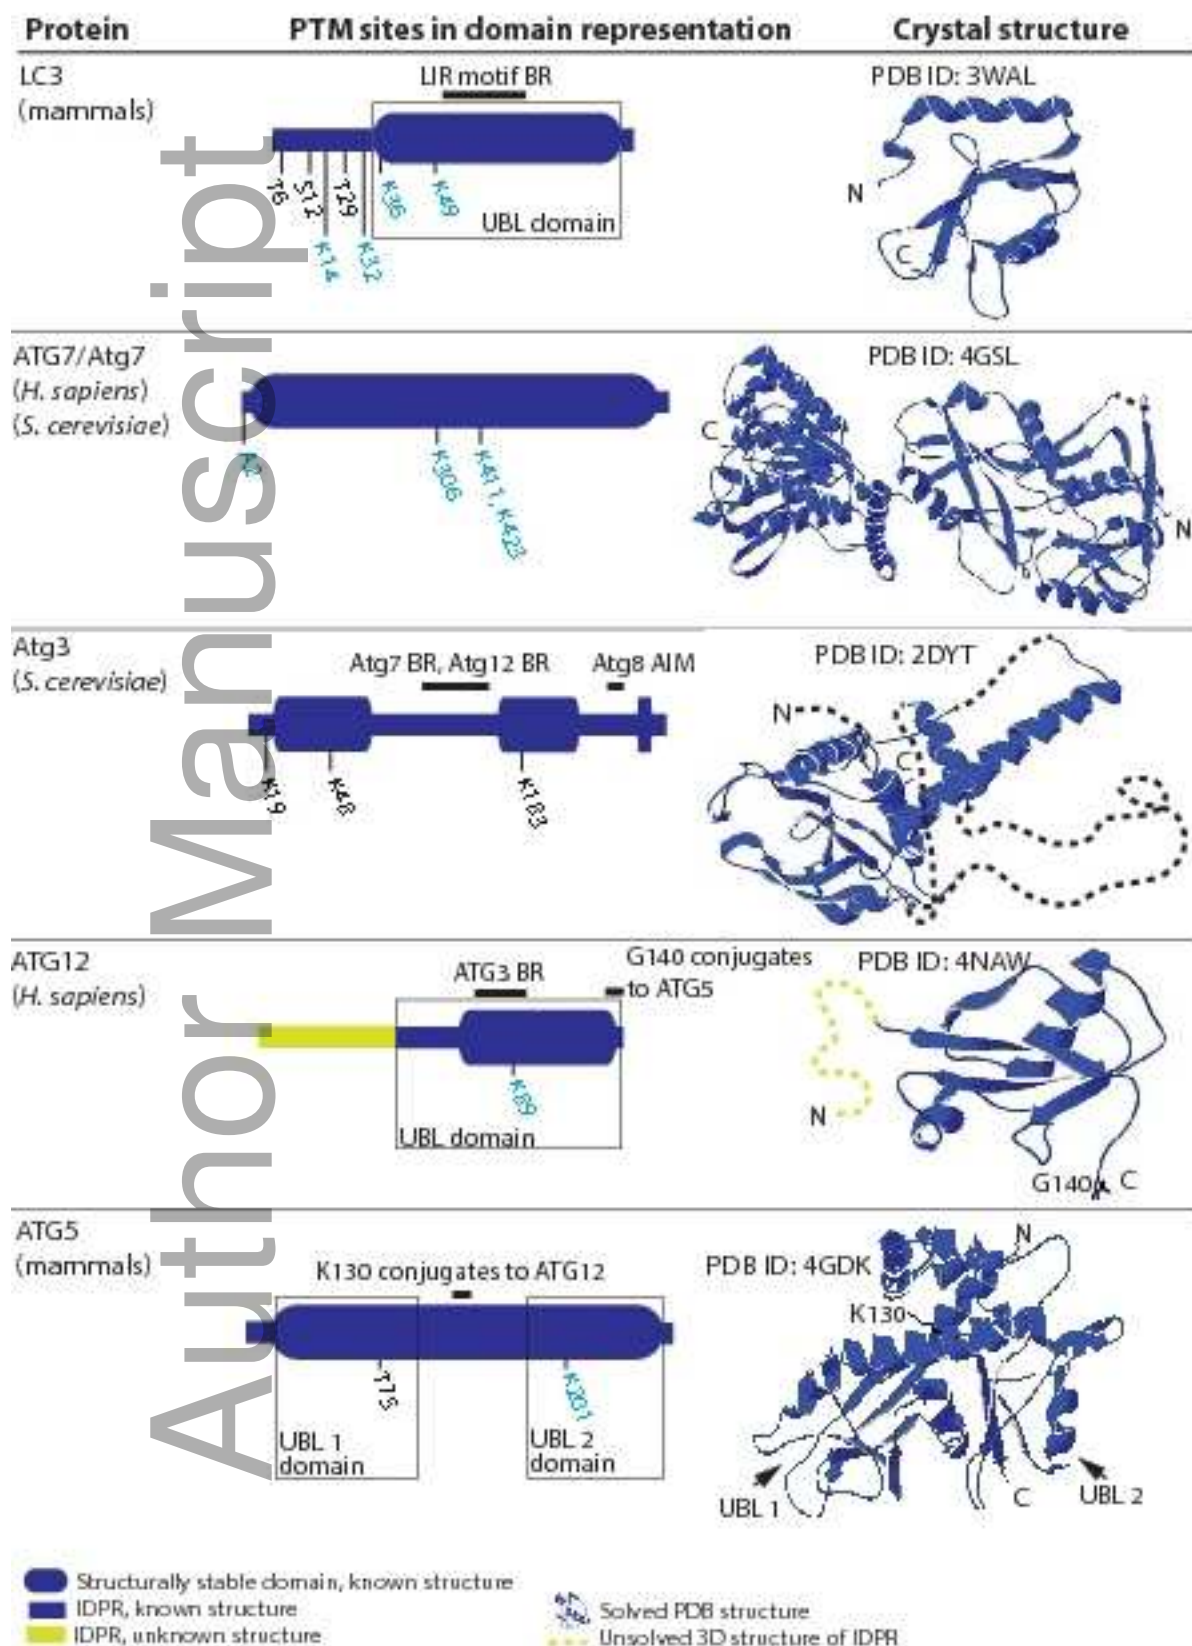 Protein PTM sites in domain representation Crystal structure
LC3
(mammals)
LIR motif BR
T6
S12
K14
T29
K32
K36
K49
UBL domain
PDB ID: 3WAL
N
C
ATG7/Atg7
(H. sapiens)
(S. cerevisiae)
K2
K306
K411, K423
PDB ID: 4GSL
C
N
Atg3
(S. cerevisiae)
Atg7 BR, Atg12 BR
Atg8 AIM
K19
K48
K183
PDB ID: 2DYT
N
C
ATG12
(H. sapiens)
ATG3 BR
G140 conjugates
to ATG5
K89
UBL domain
PDB ID: 4NAW
N
G140
C
ATG5
(mammals)
K130 conjugates to ATG12
T75
K201
UBL 1
domain
UBL 2
domain
PDB ID: 4GDK
N
K130
UBL 1
C
UBL 2
Structurally stable domain, known structure
IDPR, known structure
IDPR, unknown structure
Solved PDB structure
Unsolved 3D structure of IDPR
Author Manuscript